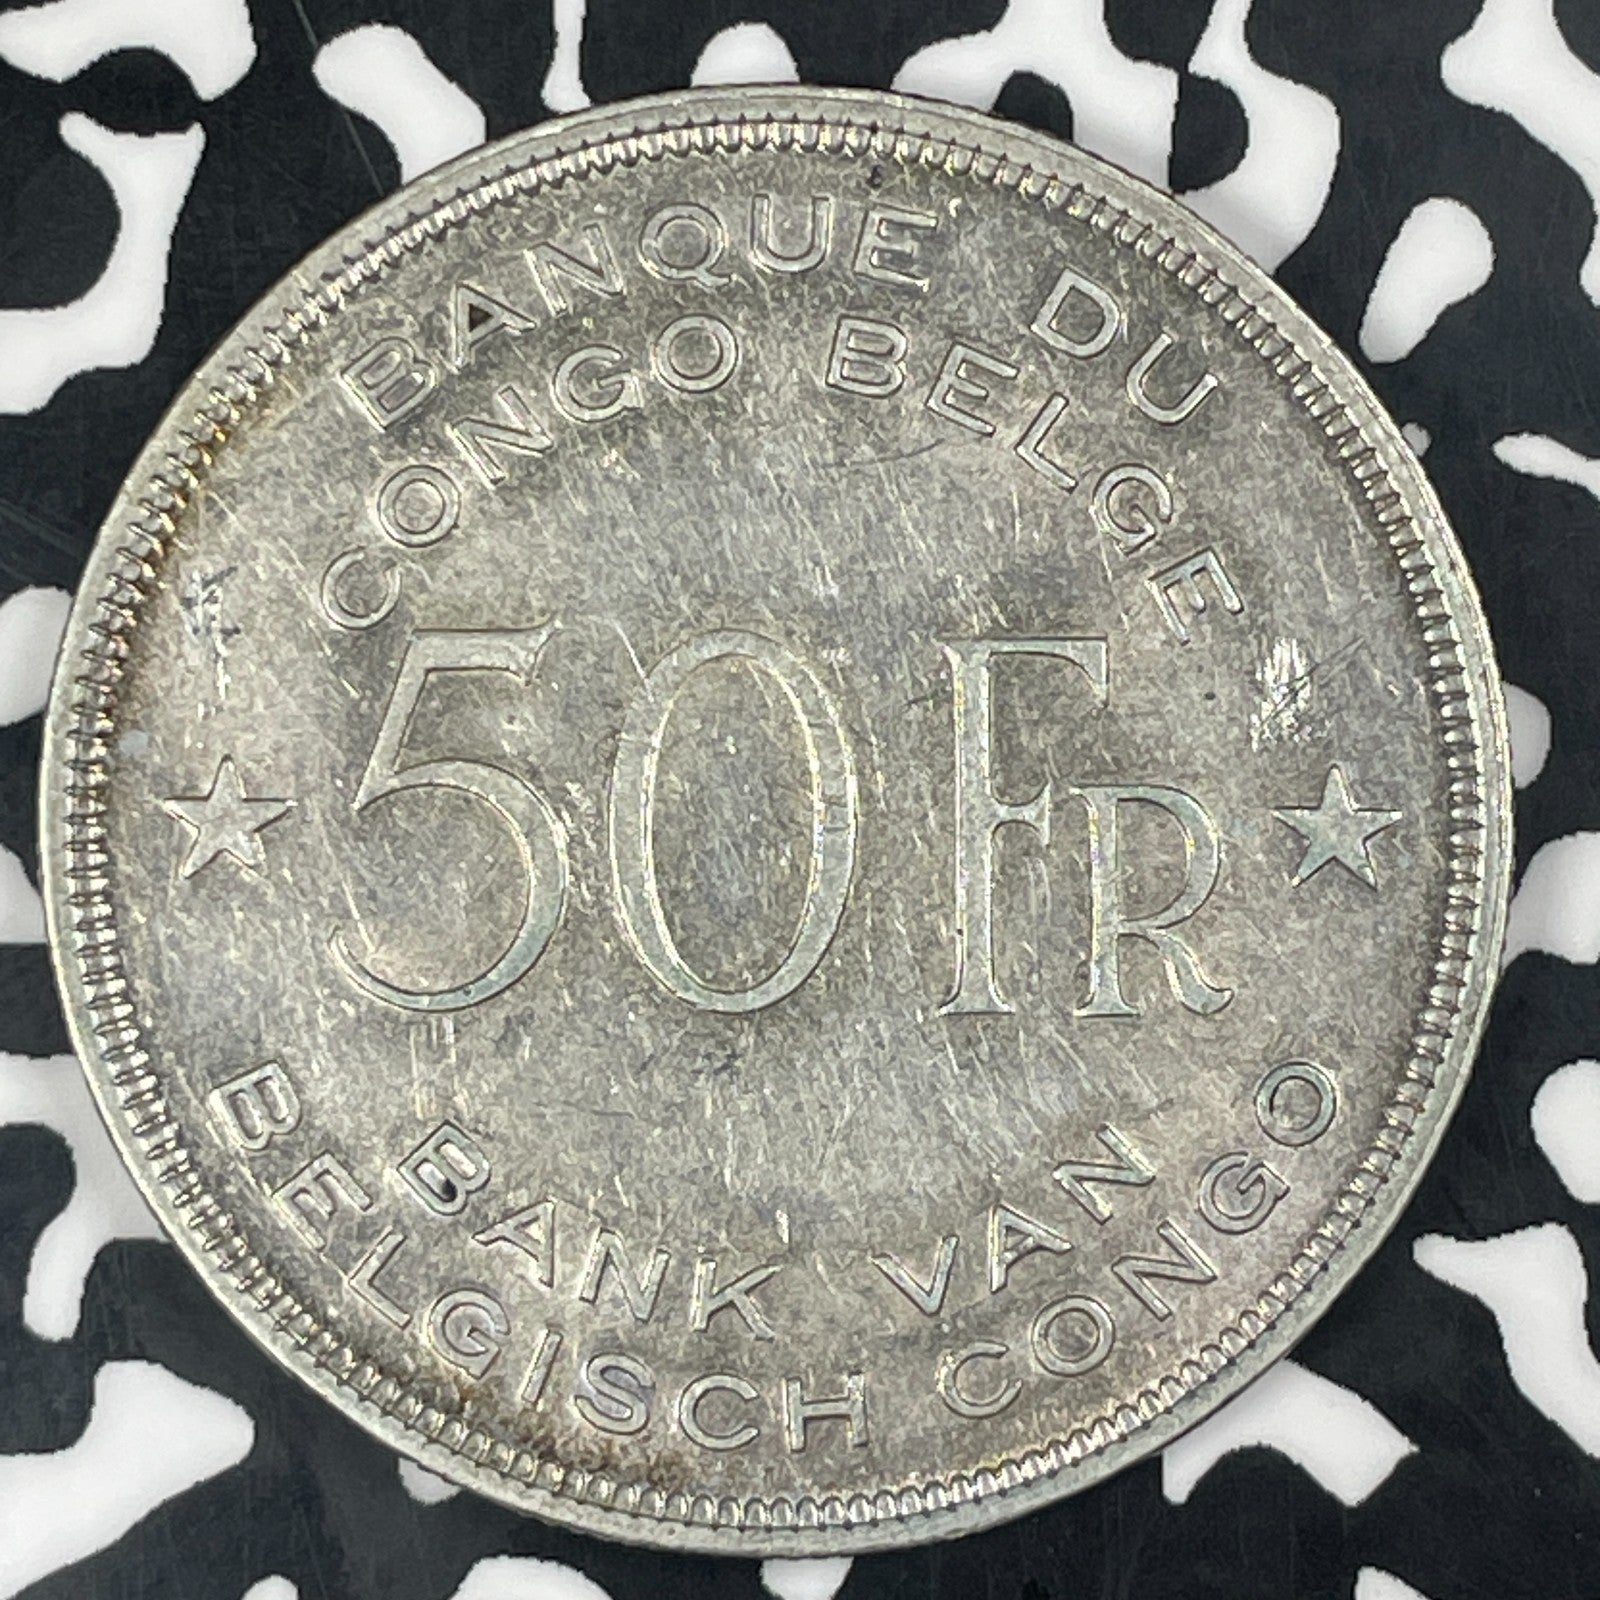 BANQUE DU
CONGO BELGE
50 FR
BANK VAN
BELGISCH CONGO